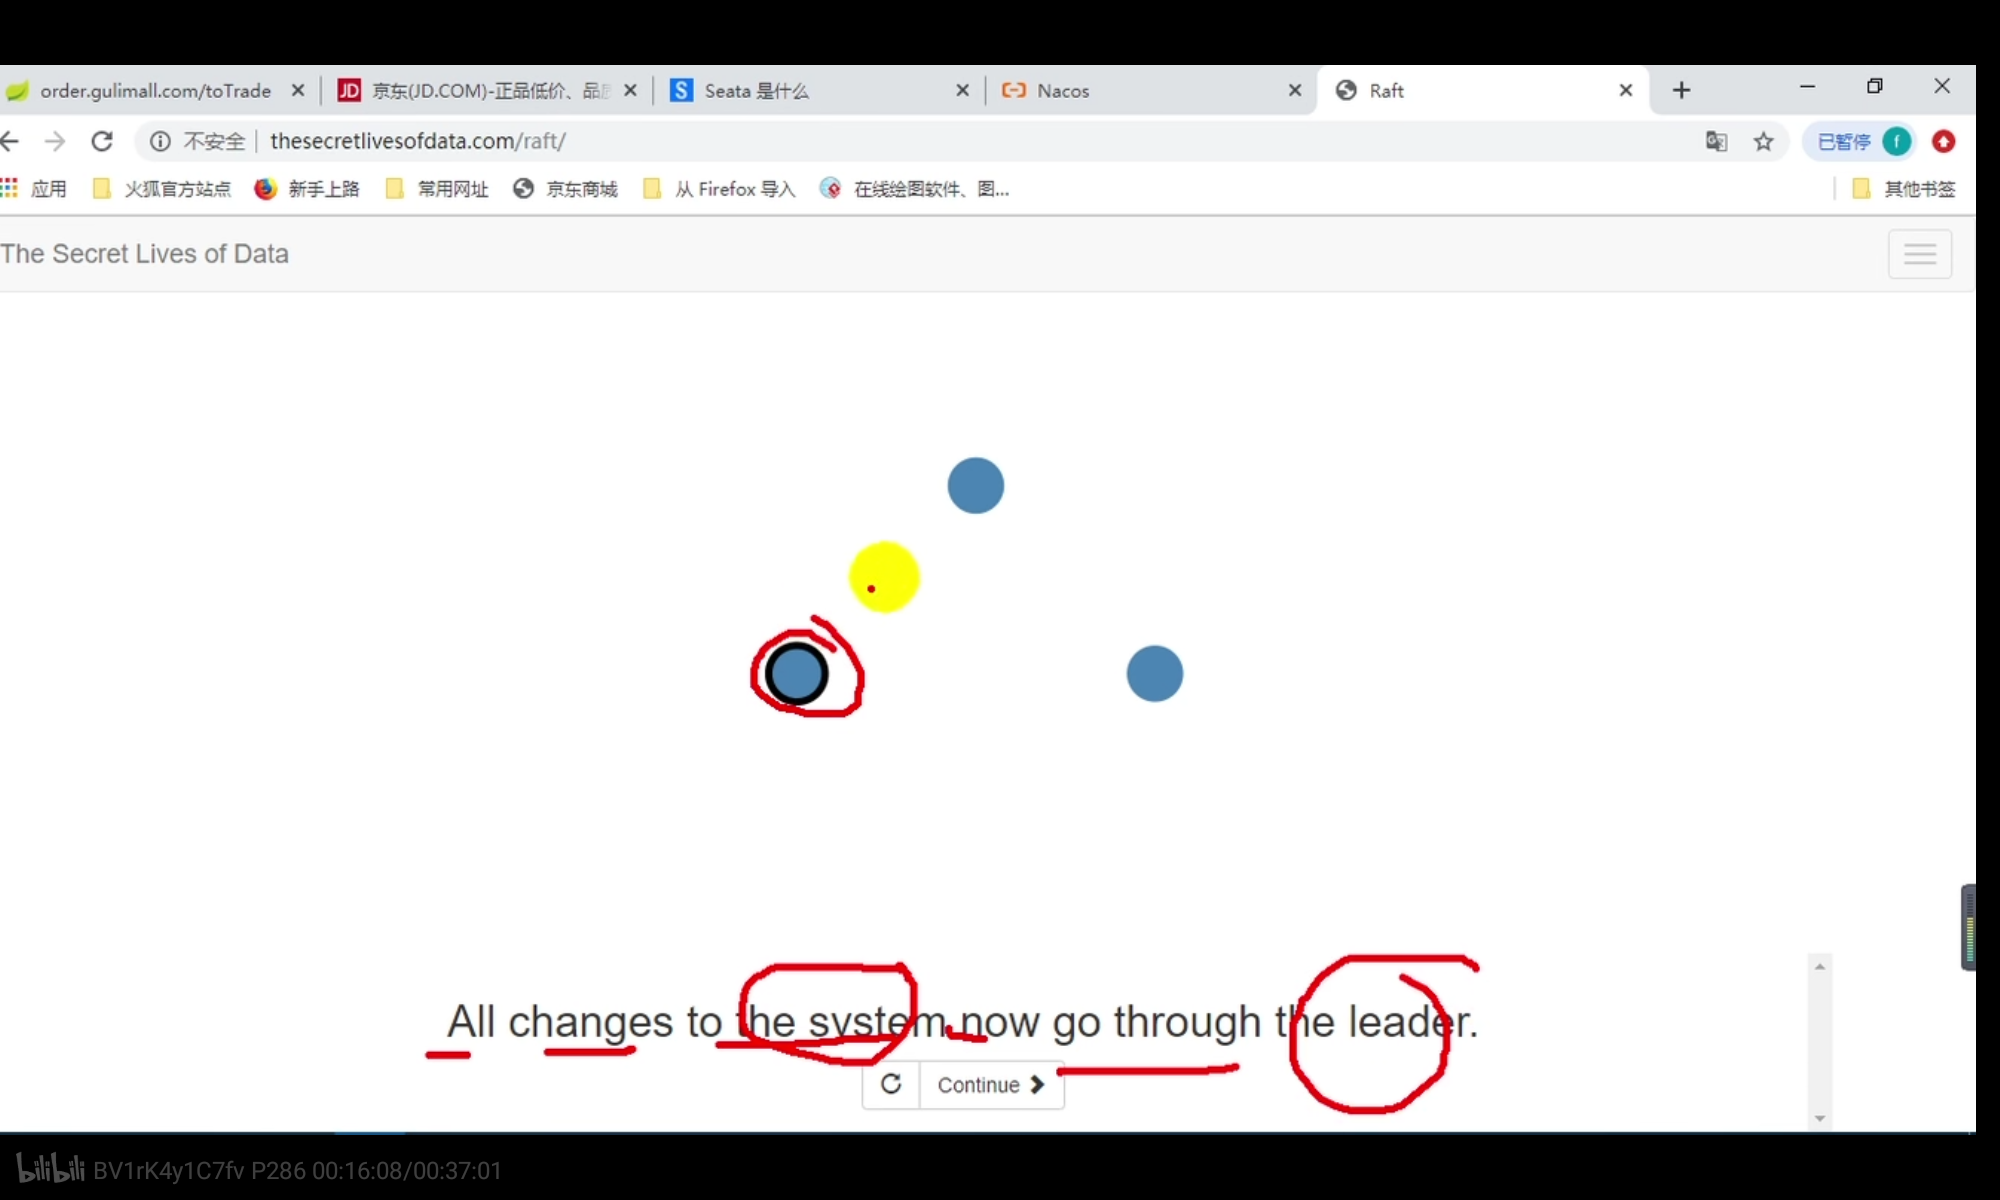 order.gulimall.com/toTrade JD 京东(JD.COM)-正品低价、品质 S Seata 是什么 Nacos Raft
不安全 thesecretlivesofdata.com/raft/ 已暂停 f
应用 火狐官方站点 新手上路 常用网址 京东商城 从 Firefox 导入 在线绘图软件、图... 其他书签
The Secret Lives of Data
All changes to the system now go through the leader.
Continue
bilibili BV1rK4y1C7fv P286 00:16:08/00:37:01